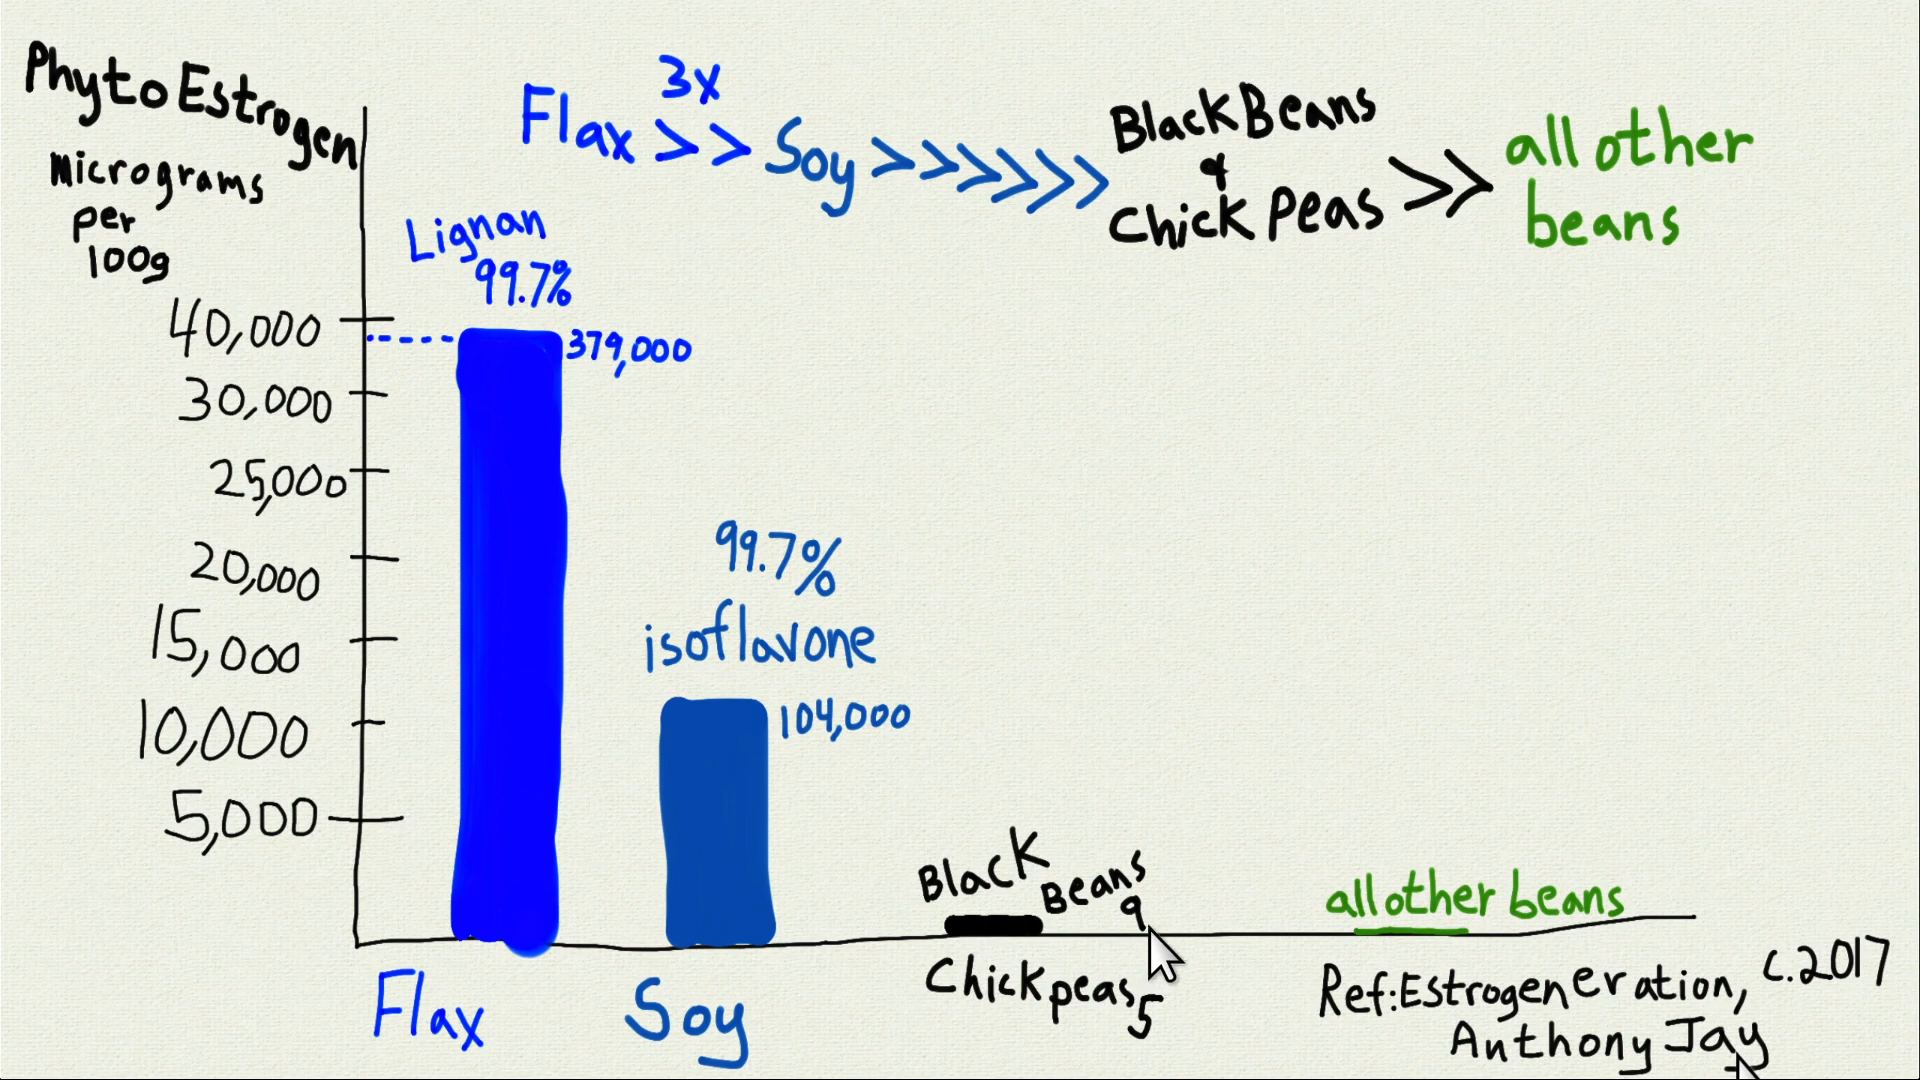 PhytoEstrogen
Micrograms
per
100g
3x
Flax >> Soy >>>>>>
Black Beans
&
Chick Peas >>
all other
beans
Lignan
99.7%
40,000
379,000
30,000
25,000
20,000
15,000
10,000
5,000
99.7%
isoflavone
104,000
Black
Beans
9
Chickpeas
5
all other beans
Flax
Soy
Ref:Estrogeneration, c.2017
Anthony Jay